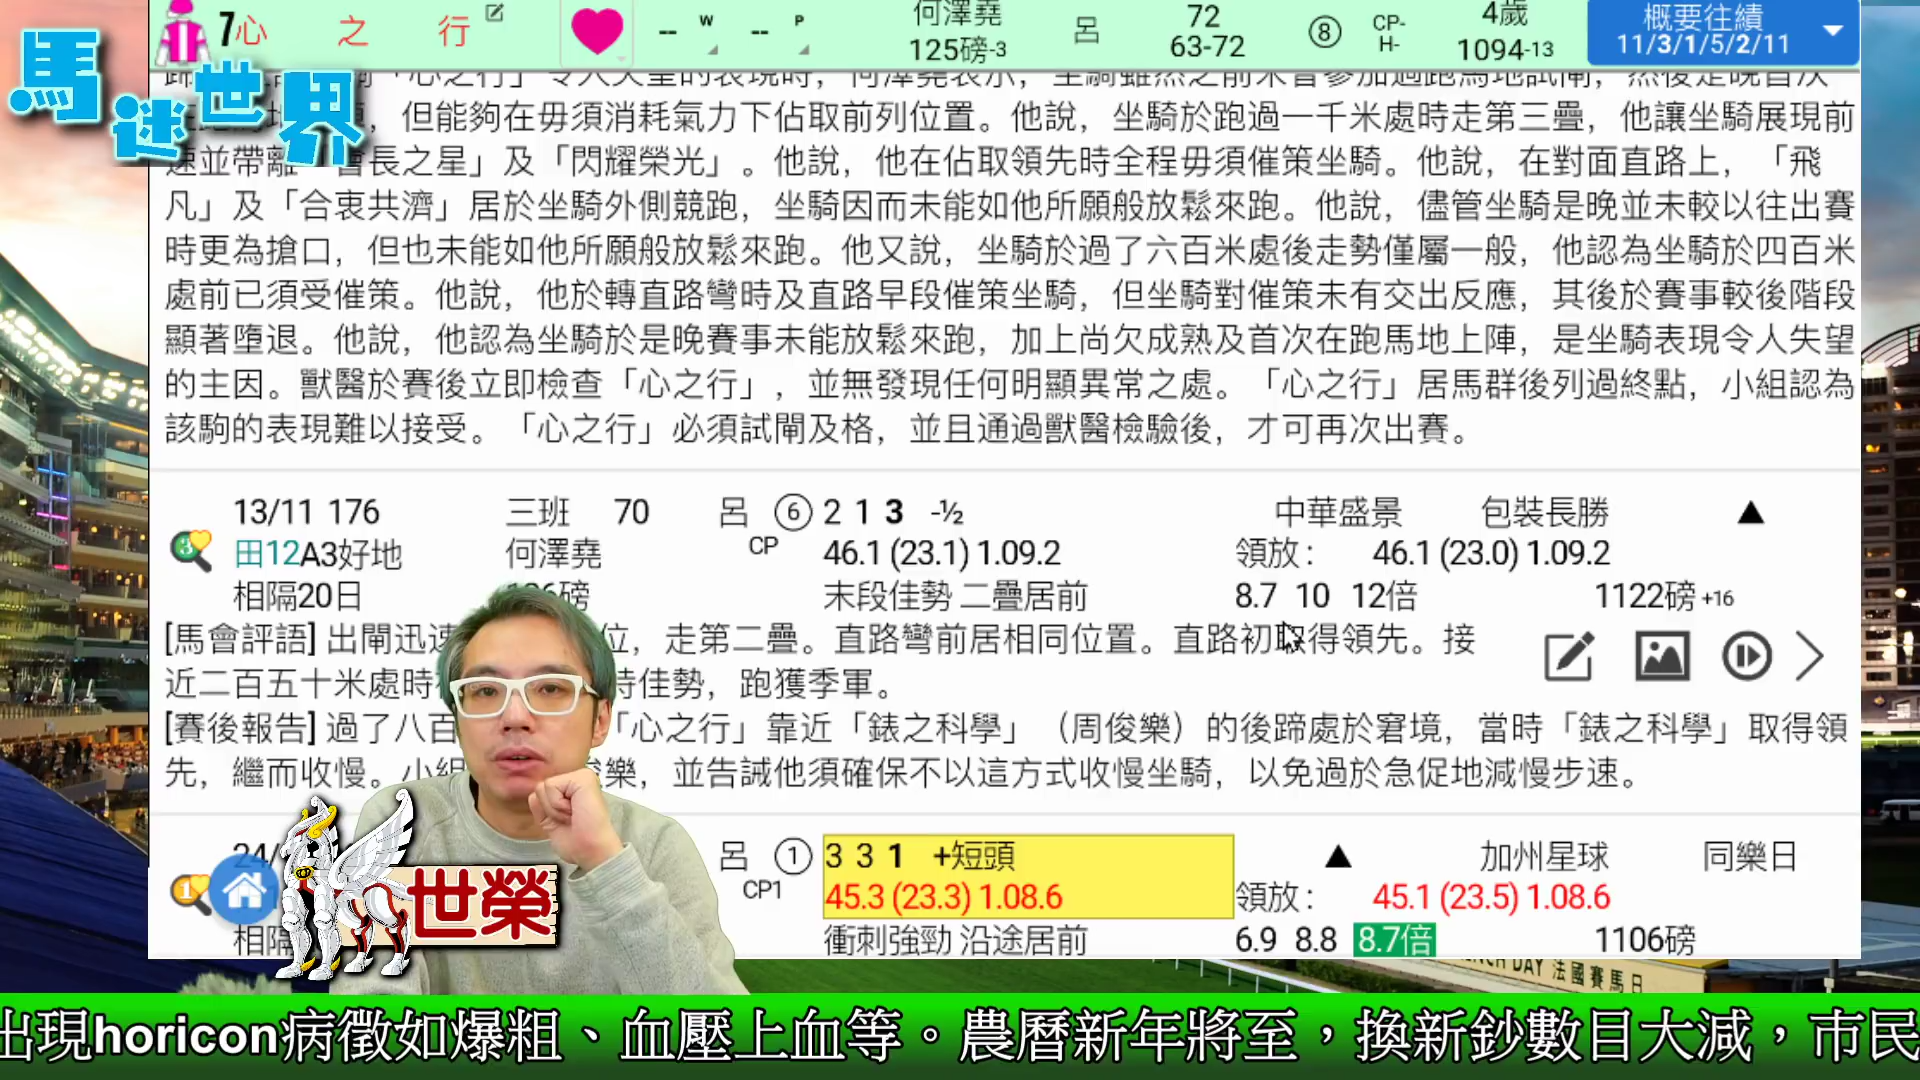 7心之行
W
P
何澤堯
125磅-3
呂
72
63-72
8
CP-
H-
4歲
1094-13
概要往績
11/3/1/5/2/11
馬迷世界
但能夠在毋須消耗氣力下佔取前列位置。他說，坐騎於跑過一千米處時走第三疊，他讓坐騎展現前
速並帶離「會長之星」及「閃耀榮光」。他說，他在佔取領先時全程毋須催策坐騎。他說，在對面直路上，「飛
凡」及「合衷共濟」居於坐騎外側競跑，坐騎因而未能如他所願般放鬆來跑。他說，儘管坐騎是晚並未較以往出賽
時更為搶口，但也未能如他所願般放鬆來跑。他又說，坐騎於過了六百米處後走勢僅屬一般，他認為坐騎於四百米
處前已須受催策。他說，他於轉直路彎時及直路早段催策坐騎，但坐騎對催策未有交出反應，其後於賽事較後階段
顯著墮退。他說，他認為坐騎於是晚賽事未能放鬆來跑，加上尚欠成熟及首次在跑馬地上陣，是坐騎表現令人失望
的主因。獸醫於賽後立即檢查「心之行」，並無發現任何明顯異常之處。「心之行」居馬群後列過終點，小組認為
該駒的表現難以接受。「心之行」必須試閘及格，並且通過獸醫檢驗後，才可再次出賽。
13/11 176 三班 70 呂 6 2 1 3 -½ 中華盛景 包裝長勝 ▲
3 田12A3好地 何澤堯 CP 46.1 (23.1) 1.09.2 領放： 46.1 (23.0) 1.09.2
相隔20日 磅 末段佳勢 二疊居前 8.7 10 12倍 1122磅 +16
[馬會評語] 出閘迅速 位，走第二疊。直路彎前居相同位置。直路初取得領先。接
近二百五十米處時 佳勢，跑獲季軍。
[賽後報告] 過了八百 「心之行」靠近「錶之科學」（周俊樂）的後蹄處於窘境，當時「錶之科學」取得領
先，繼而收慢。小組 樂，並告誡他須確保不以這方式收慢坐騎，以免過於急促地減慢步速。
24/ 呂 1 3 3 1 +短頭 ▲ 加州星球 同樂日
1 CP1 45.3 (23.3) 1.08.6 領放： 45.1 (23.5) 1.08.6
相隔 衝刺強勁 沿途居前 6.9 8.8 8.7倍 1106磅
世榮
DAY 法國賽馬日
出現horicon病徵如爆粗、血壓上血等。農曆新年將至，換新鈔數目大減，市民